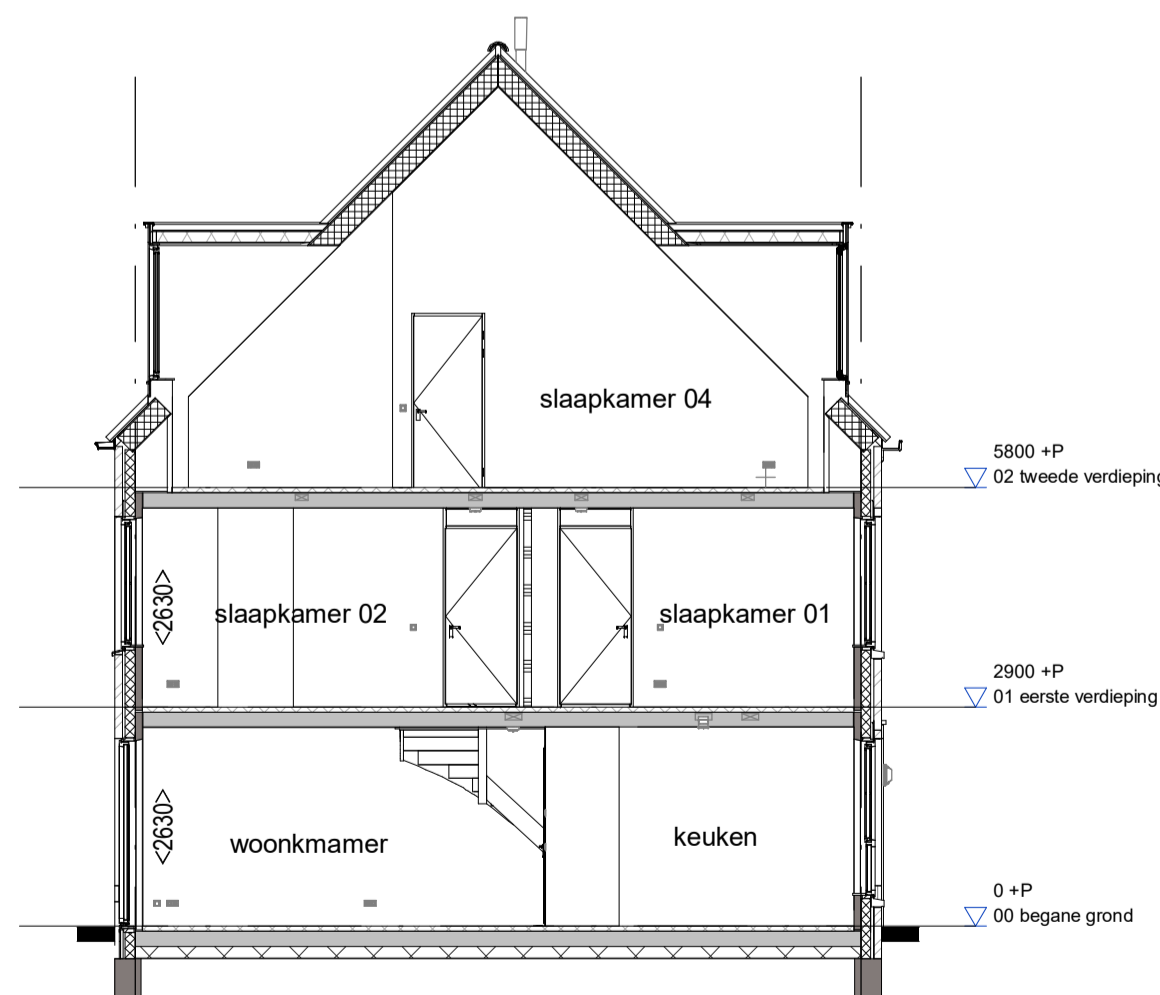 slaapkamer 04
5800 +P
02 tweede verdieping
<2630>
slaapkamer 02
slaapkamer 01
2900 +P
01 eerste verdieping
<2630>
woonkmamer
keuken
0 +P
00 begane grond